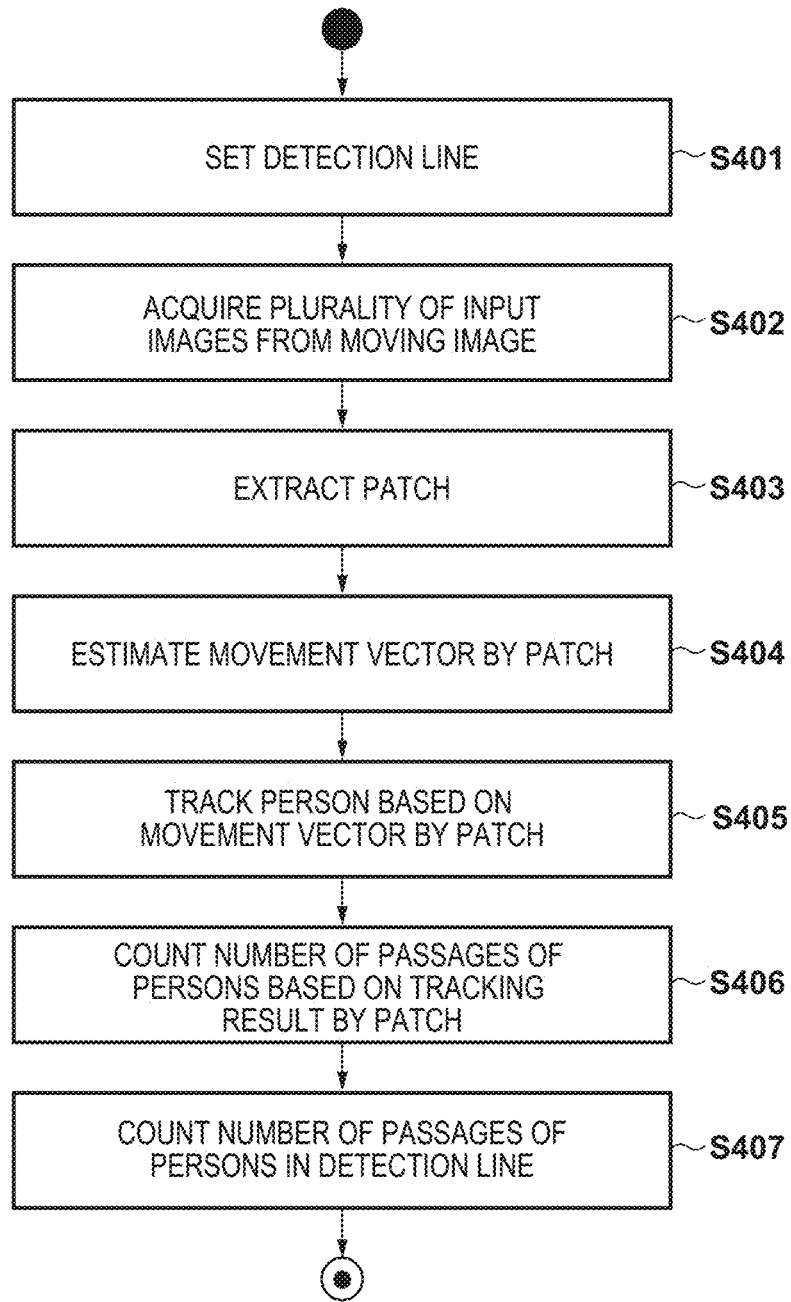 SET DETECTION LINE
S401
ACQUIRE PLURALITY OF INPUT
IMAGES FROM MOVING IMAGE
S402
EXTRACT PATCH
S403
ESTIMATE MOVEMENT VECTOR BY PATCH
S404
TRACK PERSON BASED ON
MOVEMENT VECTOR BY PATCH
S405
COUNT NUMBER OF PASSAGES OF
PERSONS BASED ON TRACKING
RESULT BY PATCH
S406
COUNT NUMBER OF PASSAGES OF
PERSONS IN DETECTION LINE
S407